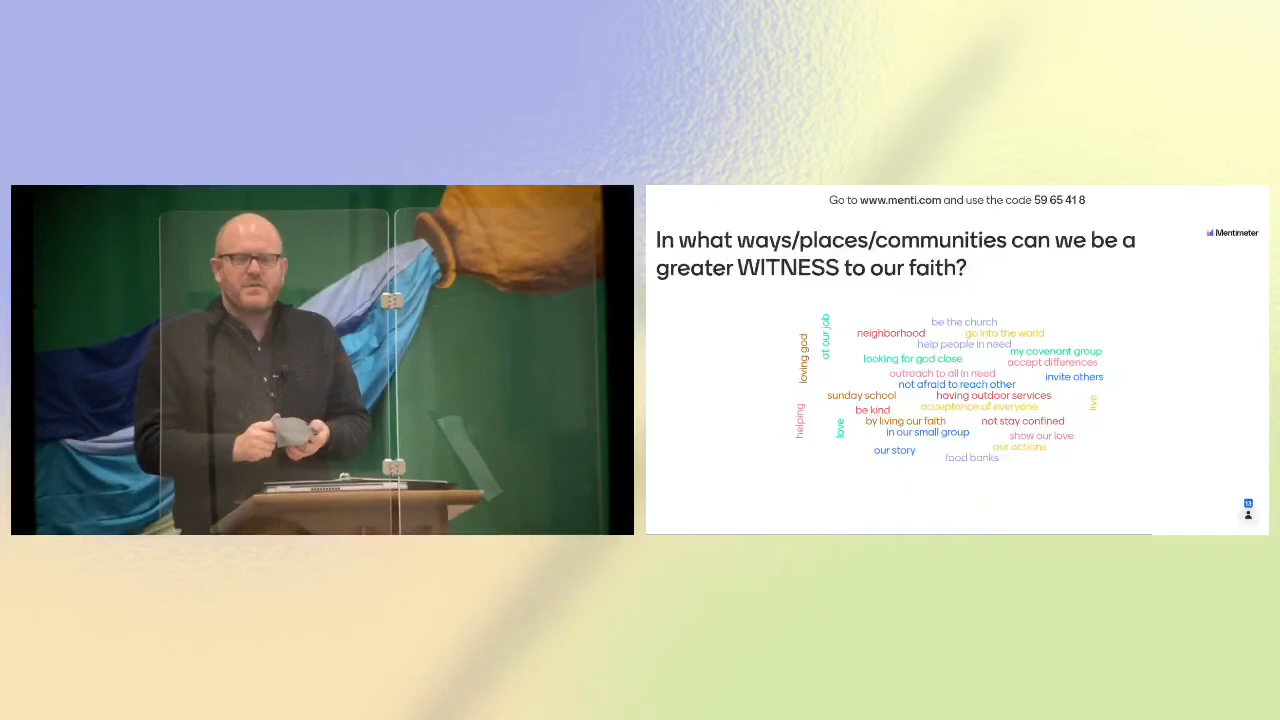 Go to www.menti.com and use the code 59 65 41 8
In what ways/places/communities can we be a
greater WITNESS to our faith?
Mentimeter
be the church
at our job
neighborhood
go into the world
loving god
help people in need
looking for god close
my covenant group
accept differences
outreach to all in need
invite others
not afraid to reach other
sunday school
having outdoor services
live
helping
be kind
acceptance of everyone
love
by living our faith
not stay confined
in our small group
show our love
our story
our actions
food banks
13